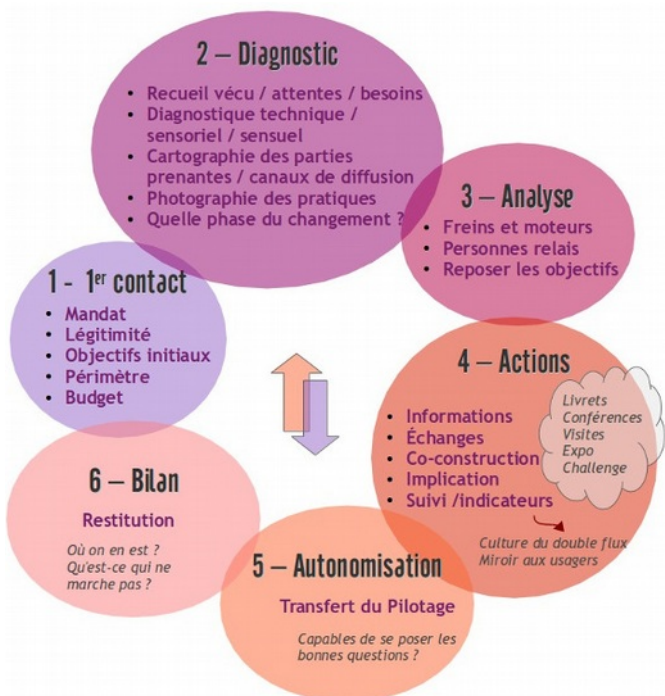 2 – Diagnostic
• Recueil vécu / attentes / besoins
• Diagnostique technique /
sensoriel / sensuel
• Cartographie des parties
prenantes / canaux de diffusion
• Photographie des pratiques
• Quelle phase du changement ?
3 – Analyse
• Freins et moteurs
• Personnes relais
• Reposer les objectifs
1 - 1er contact
• Mandat
• Légitimité
• Objectifs initiaux
• Périmètre
• Budget
4 – Actions
• Informations
• Échanges
• Co-construction
• Implication
• Suivi /indicateurs
Livrets
Conférences
Visites
Expo
Challenge
Culture du double flux
Miroir aux usagers
6 – Bilan
Restitution
Où on en est ?
Qu'est-ce qui ne
marche pas ?
5 – Autonomisation
Transfert du Pilotage
Capables de se poser les
bonnes questions ?